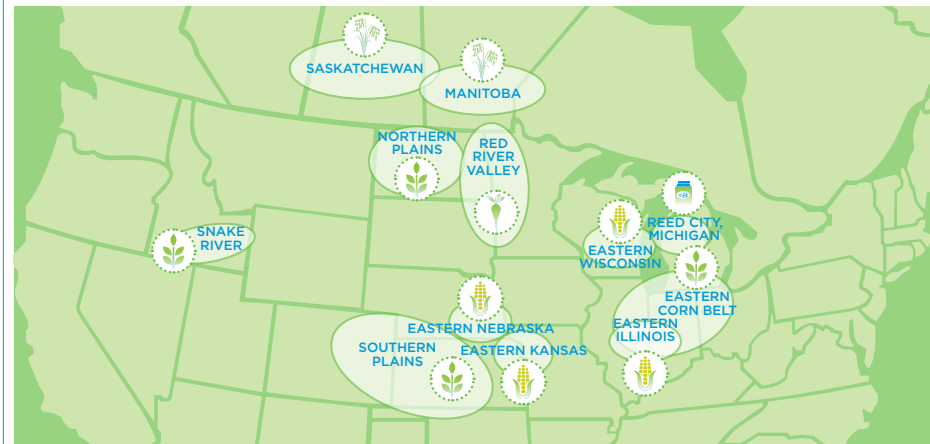 SASKATCHEWAN
MANITOBA
NORTHERN
PLAINS
RED
RIVER
VALLEY
milk
REED CITY,
MICHIGAN
SNAKE
RIVER
EASTERN
WISCONSIN
EASTERN
CORN BELT
EASTERN NEBRASKA
EASTERN
ILLINOIS
SOUTHERN
PLAINS
EASTERN KANSAS